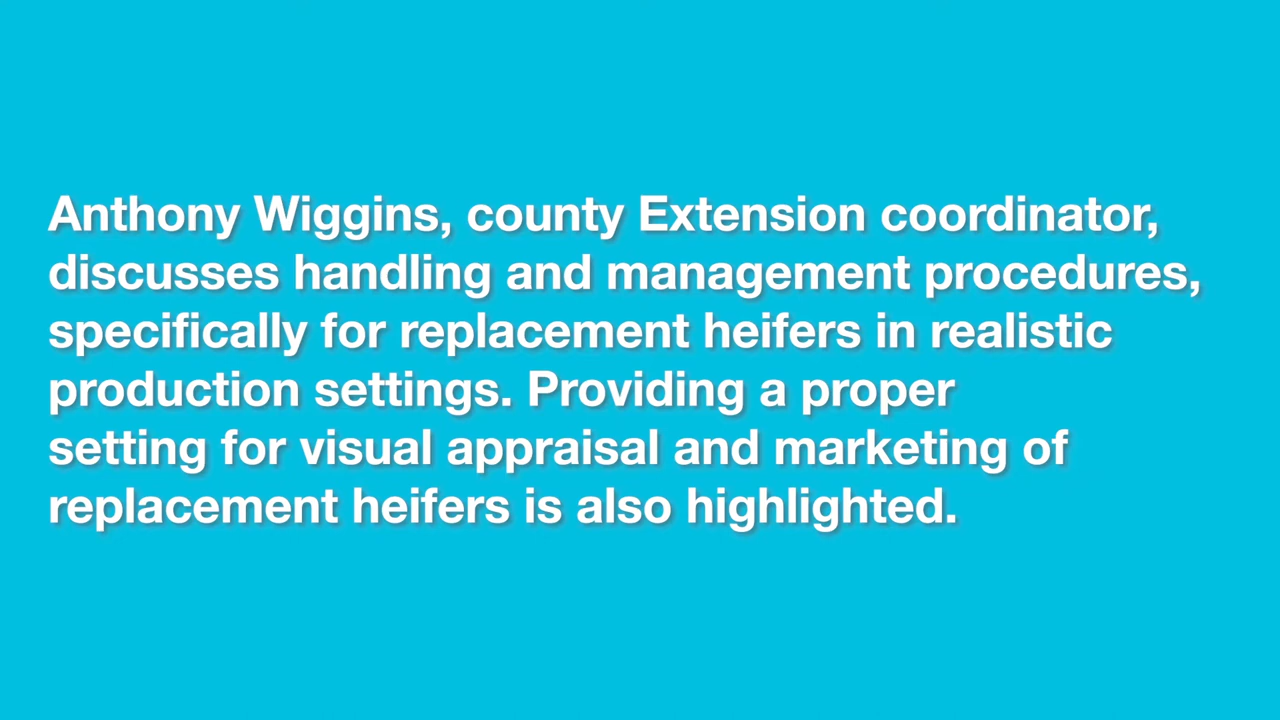 Anthony Wiggins, county Extension coordinator,
discusses handling and management procedures,
specifically for replacement heifers in realistic
production settings. Providing a proper
setting for visual appraisal and marketing of
replacement heifers is also highlighted.